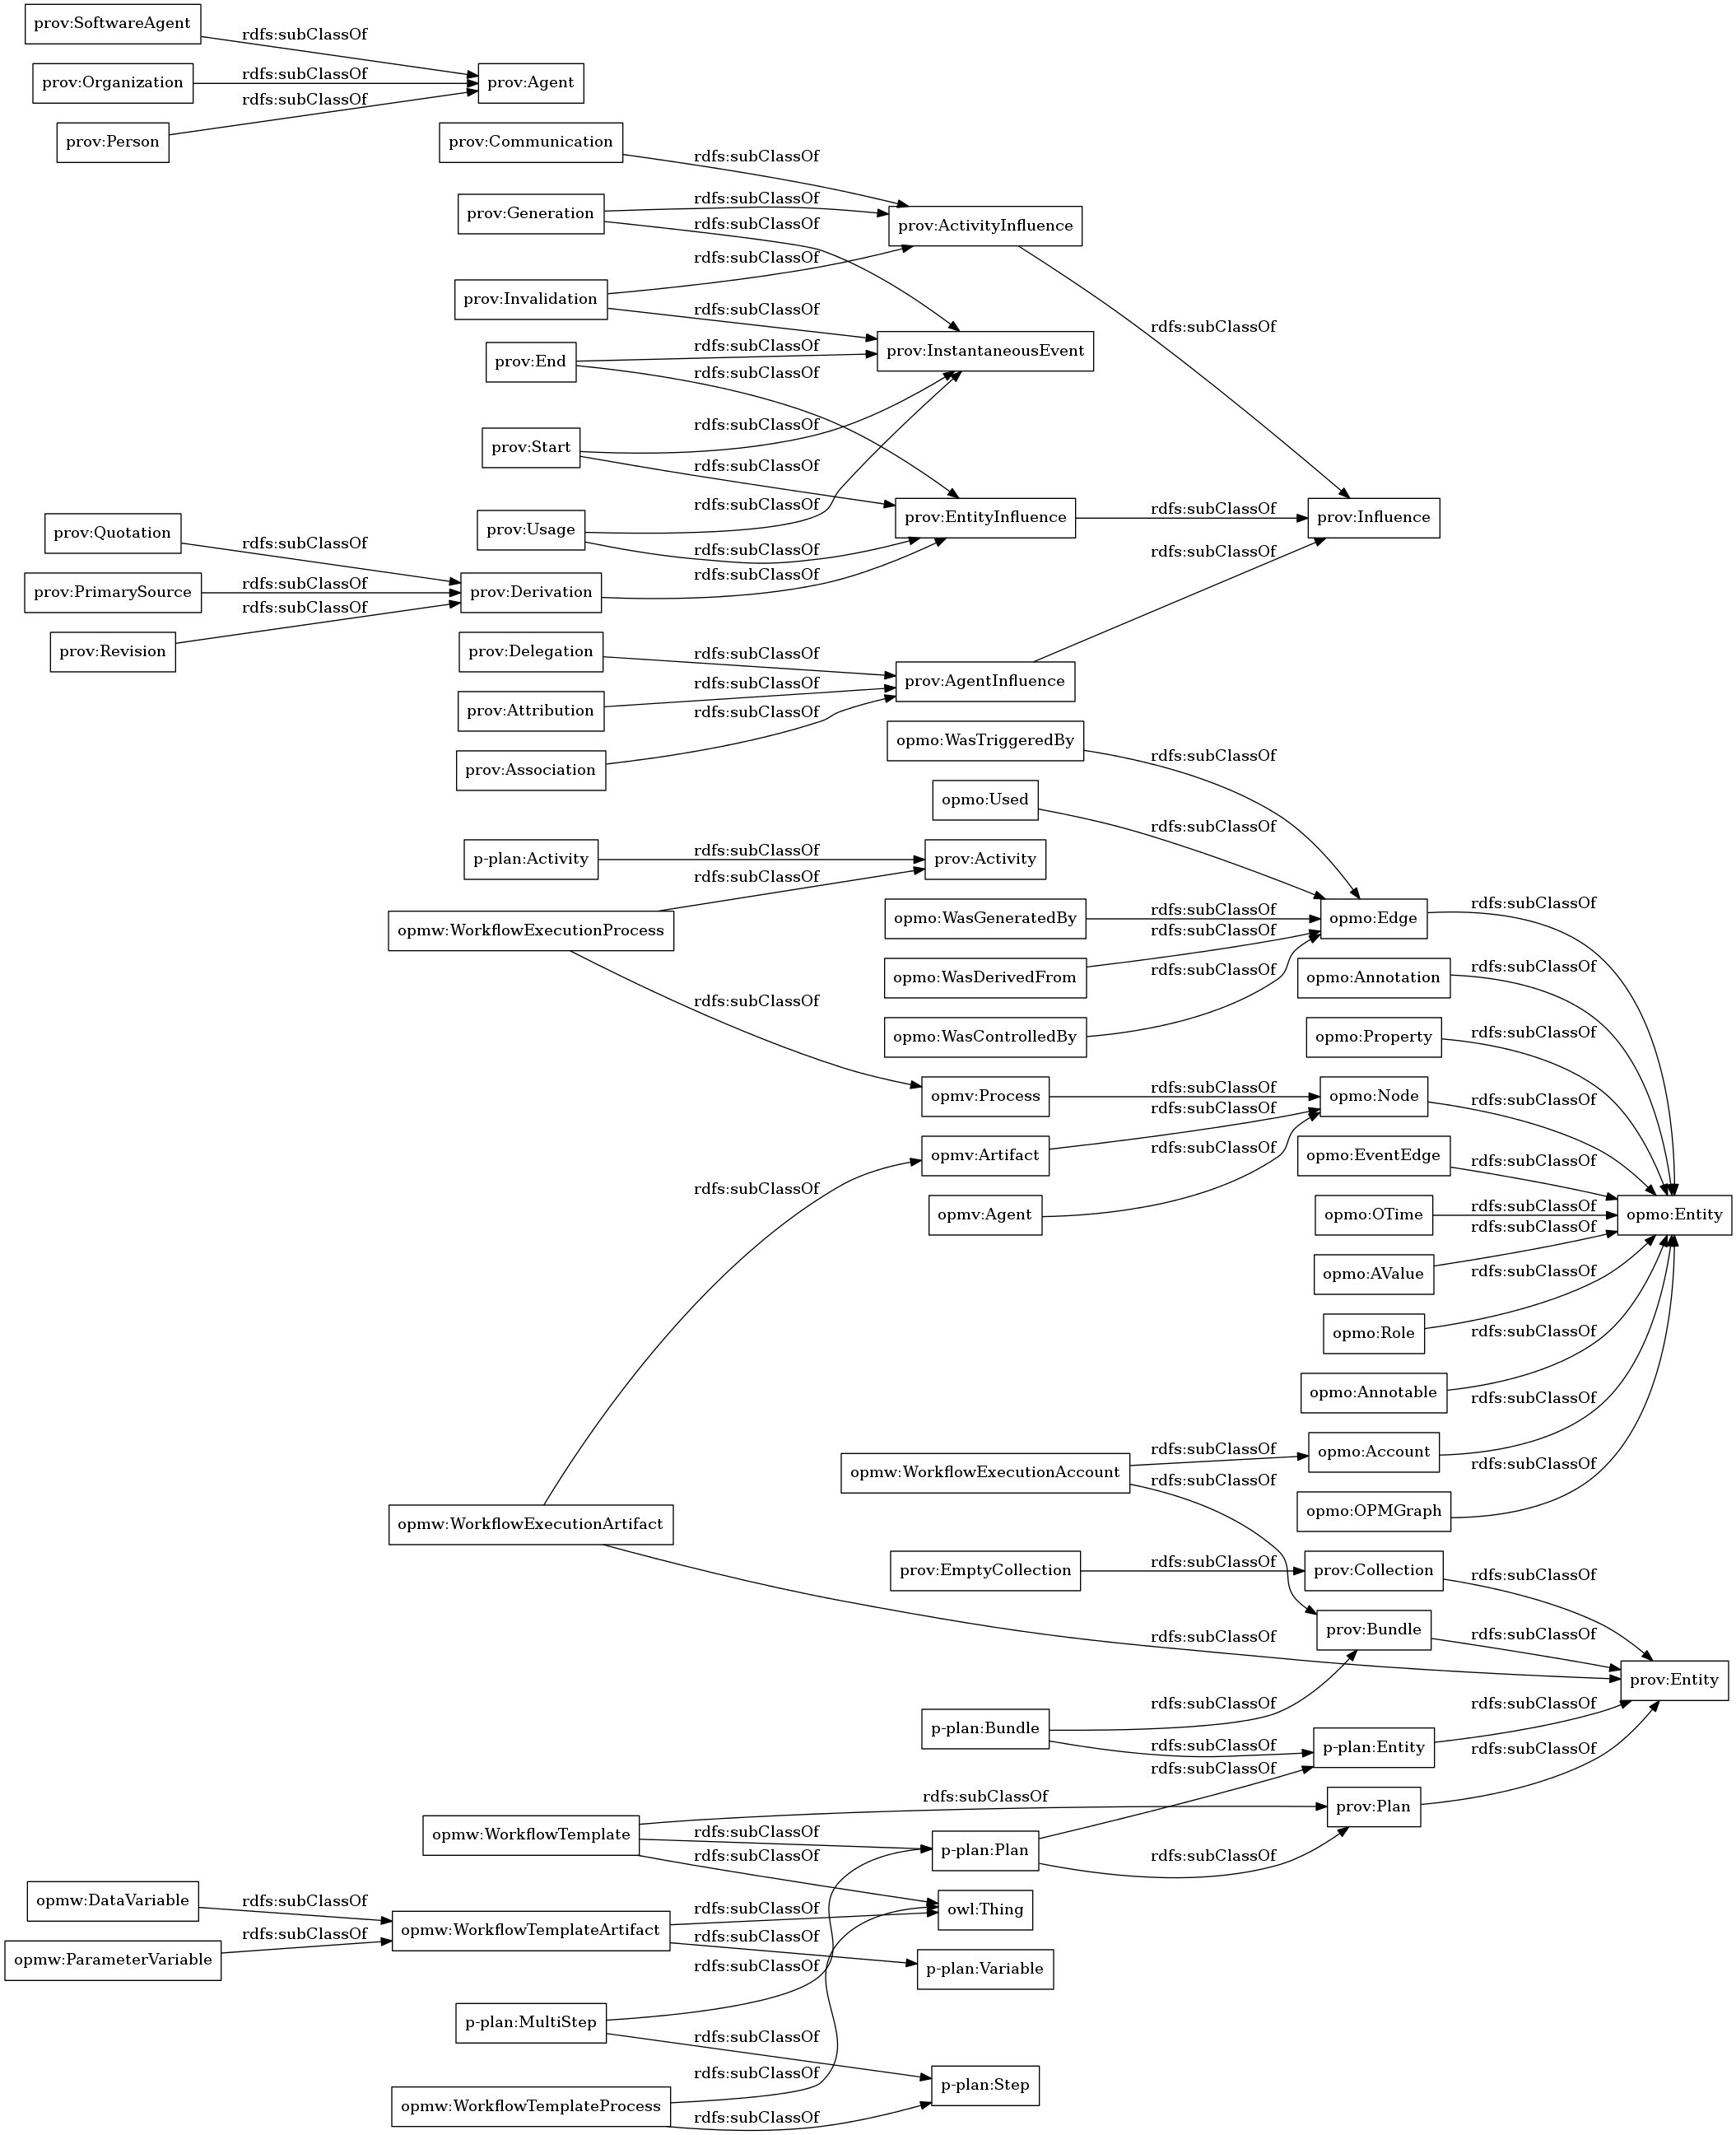 prov:SoftwareAgent
rdfs:subClassOf
prov:Organization
rdfs:subClassOf
prov:Agent
rdfs:subClassOf
prov:Person
prov:Communication
rdfs:subClassOf
prov:Generation
rdfs:subClassOf
rdfs:subClassOf
prov:ActivityInfluence
rdfs:subClassOf
prov:Invalidation
rdfs:subClassOf
rdfs:subClassOf
prov:End
rdfs:subClassOf
prov:InstantaneousEvent
rdfs:subClassOf
rdfs:subClassOf
prov:Start
rdfs:subClassOf
rdfs:subClassOf
prov:Usage
rdfs:subClassOf
prov:EntityInfluence
rdfs:subClassOf
prov:Influence
prov:Quotation
rdfs:subClassOf
rdfs:subClassOf
rdfs:subClassOf
prov:PrimarySource
rdfs:subClassOf
prov:Derivation
rdfs:subClassOf
rdfs:subClassOf
prov:Revision
prov:Delegation
rdfs:subClassOf
prov:AgentInfluence
prov:Attribution
rdfs:subClassOf
rdfs:subClassOf
prov:Association
opmo:WasTriggeredBy
rdfs:subClassOf
opmo:Used
rdfs:subClassOf
p-plan:Activity
rdfs:subClassOf
prov:Activity
rdfs:subClassOf
opmw:WorkflowExecutionProcess
opmo:WasGeneratedBy
rdfs:subClassOf
opmo:Edge
rdfs:subClassOf
rdfs:subClassOf
opmo:WasDerivedFrom
rdfs:subClassOf
opmo:Annotation
rdfs:subClassOf
rdfs:subClassOf
opmo:WasControlledBy
opmo:Property
rdfs:subClassOf
opmv:Process
rdfs:subClassOf
opmo:Node
rdfs:subClassOf
rdfs:subClassOf
opmv:Artifact
rdfs:subClassOf
opmo:EventEdge
rdfs:subClassOf
rdfs:subClassOf
opmv:Agent
opmo:OTime
rdfs:subClassOf
opmo:Entity
rdfs:subClassOf
opmo:AValue
rdfs:subClassOf
opmo:Role
rdfs:subClassOf
opmo:Annotable
rdfs:subClassOf
opmw:WorkflowExecutionAccount
rdfs:subClassOf
opmo:Account
rdfs:subClassOf
rdfs:subClassOf
opmo:OPMGraph
opmw:WorkflowExecutionArtifact
prov:EmptyCollection
rdfs:subClassOf
prov:Collection
rdfs:subClassOf
rdfs:subClassOf
prov:Bundle
rdfs:subClassOf
prov:Entity
p-plan:Bundle
rdfs:subClassOf
rdfs:subClassOf
p-plan:Entity
rdfs:subClassOf
rdfs:subClassOf
rdfs:subClassOf
rdfs:subClassOf
prov:Plan
opmw:WorkflowTemplate
rdfs:subClassOf
p-plan:Plan
rdfs:subClassOf
rdfs:subClassOf
opmw:DataVariable
rdfs:subClassOf
opmw:WorkflowTemplateArtifact
rdfs:subClassOf
owl:Thing
rdfs:subClassOf
opmw:ParameterVariable
rdfs:subClassOf
rdfs:subClassOf
p-plan:Variable
p-plan:MultiStep
rdfs:subClassOf
rdfs:subClassOf
p-plan:Step
opmw:WorkflowTemplateProcess
rdfs:subClassOf